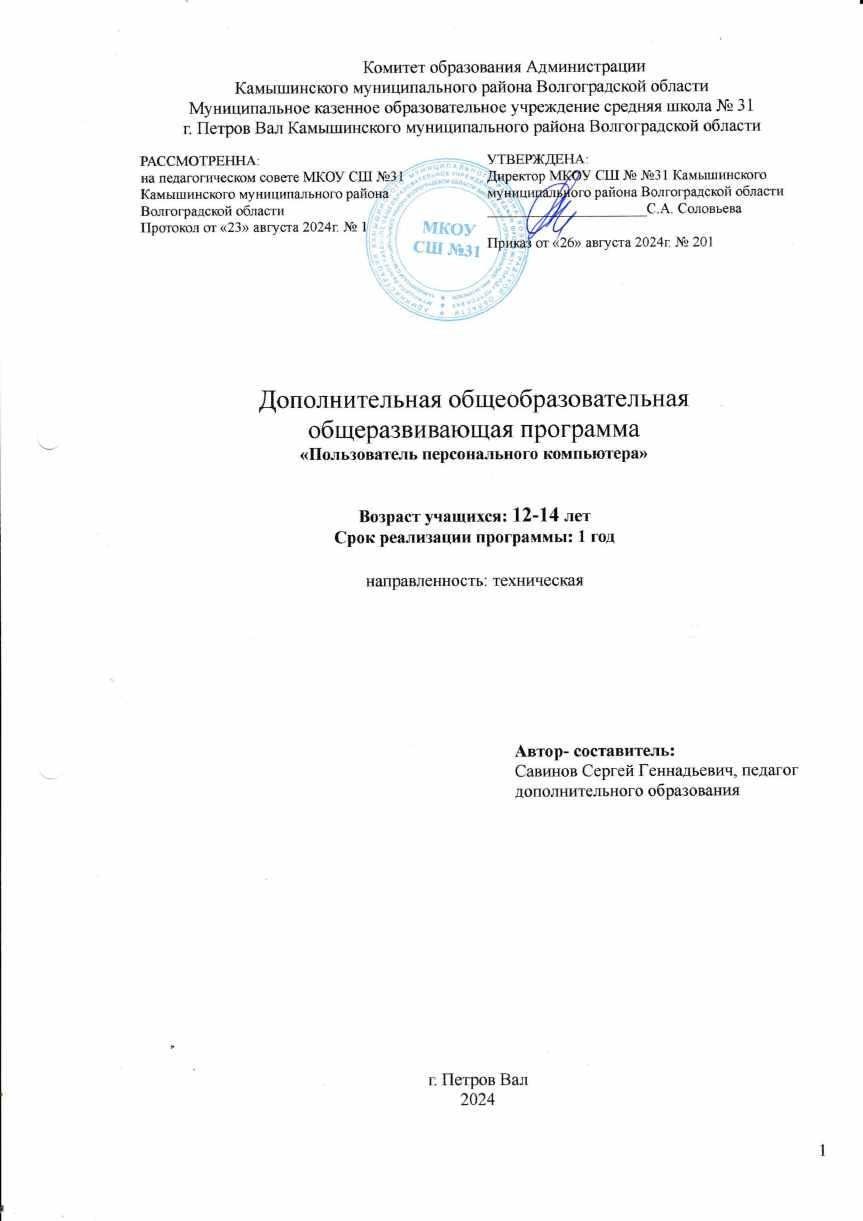 Комитет образования Администрации
Камышинского муниципального района Волгоградской области
Муниципальное казенное образовательное учреждение средняя школа № 31
г. Петров Вал Камышинского муниципального района Волгоградской области
РАССМОТРЕННА:
на педагогическом совете МКОУ СШ №31
Камышинского муниципального района
Волгоградской области
Протокол от «23» августа 2024г. № 1
УТВЕРЖДЕНА:
Директор МКОУ СШ № №31 Камышинского
муниципального района Волгоградской области
____________________С.А. Соловьева
Приказ от «26» августа 2024г. № 201
МКОУ
СШ №31
Дополнительная общеобразовательная
общеразвивающая программа
«Пользователь персонального компьютера»
Возраст учащихся: 12-14 лет
Срок реализации программы: 1 год
направленность: техническая
Автор- составитель:
Савинов Сергей Геннадьевич, педагог
дополнительного образования
г. Петров Вал
2024
1